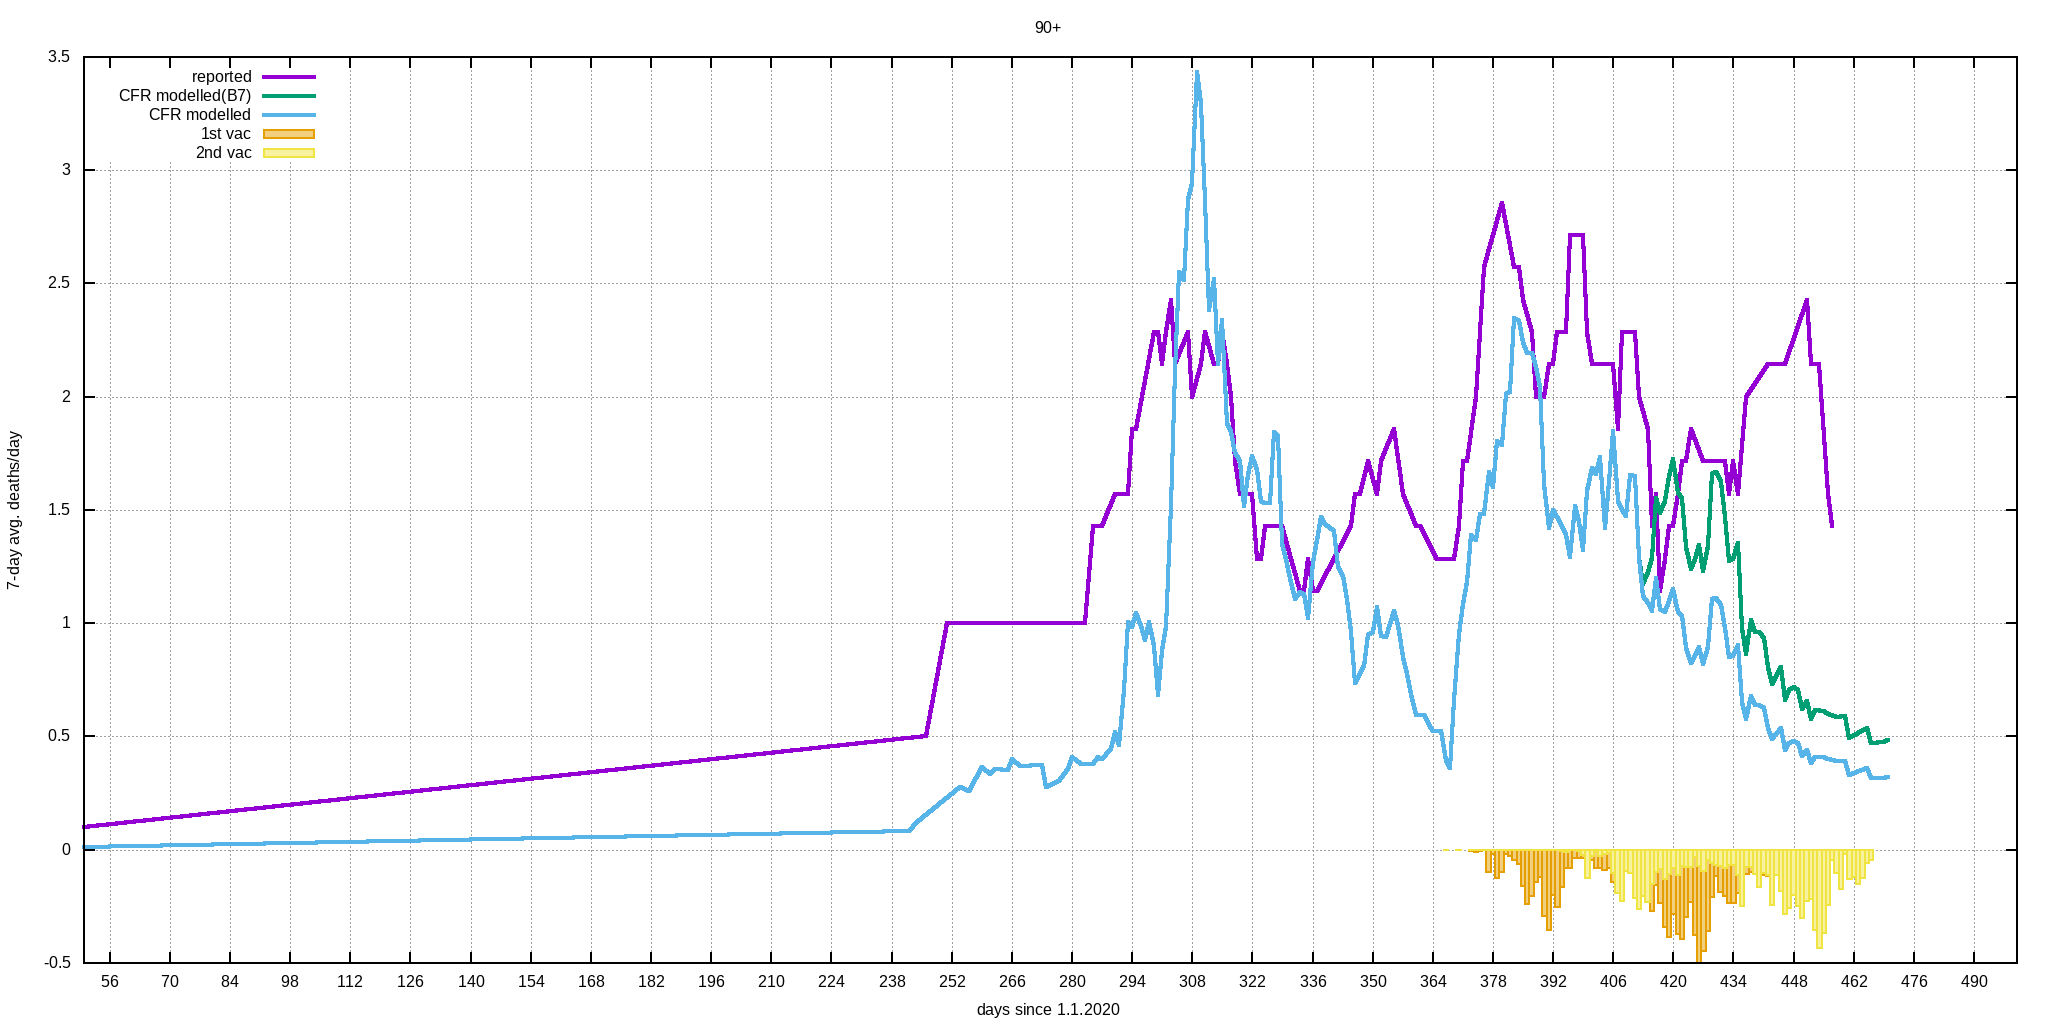 90+
reported
CFR modelled(B7)
CFR modelled
1st vac
2nd vac
3.5
3
2.5
2
1.5
1
0.5
0
-0.5
7-day avg. deaths/day
56 70 84 98 112 126 140 154 168 182 196 210 224 238 252 266 280 294 308 322 336 350 364 378 392 406 420 434 448 462 476 490
days since 1.1.2020